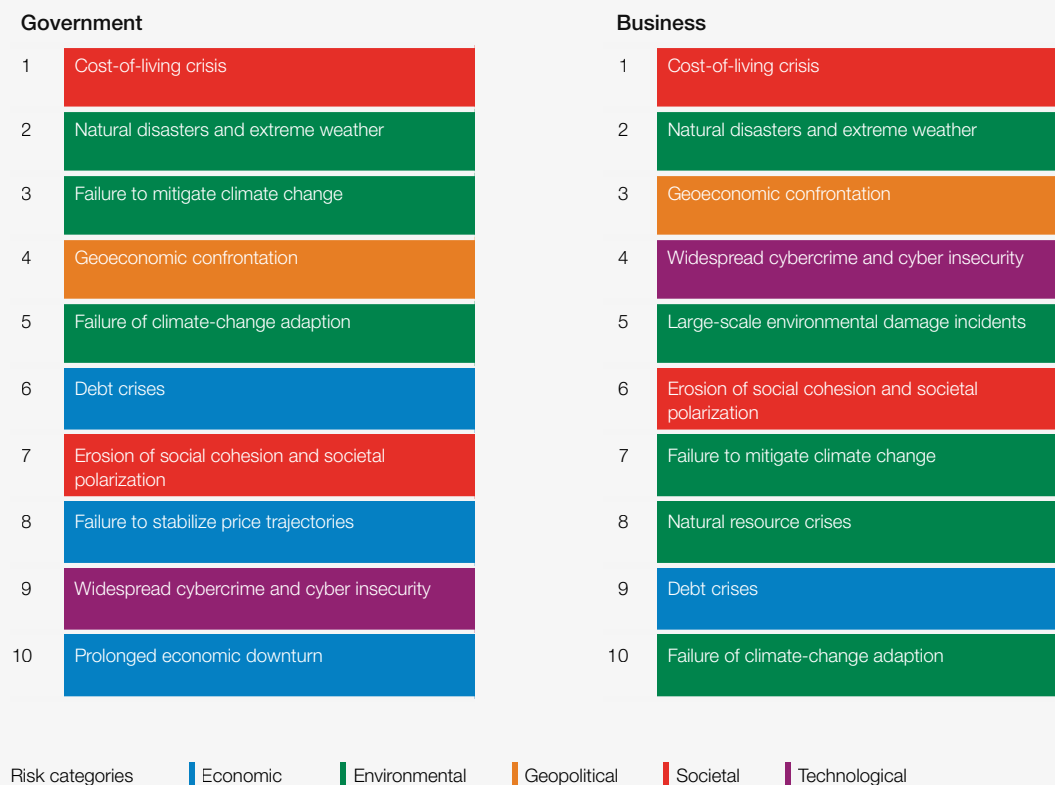 Government
1 Cost-of-living crisis
2 Natural disasters and extreme weather
3 Failure to mitigate climate change
4 Geoeconomic confrontation
5 Failure of climate-change adaption
6 Debt crises
7 Erosion of social cohesion and societal
polarization
8 Failure to stabilize price trajectories
9 Widespread cybercrime and cyber insecurity
10 Prolonged economic downturn
Business
1 Cost-of-living crisis
2 Natural disasters and extreme weather
3 Geoeconomic confrontation
4 Widespread cybercrime and cyber insecurity
5 Large-scale environmental damage incidents
6 Erosion of social cohesion and societal
polarization
7 Failure to mitigate climate change
8 Natural resource crises
9 Debt crises
10 Failure of climate-change adaption
Risk categories Economic Environmental Geopolitical Societal Technological